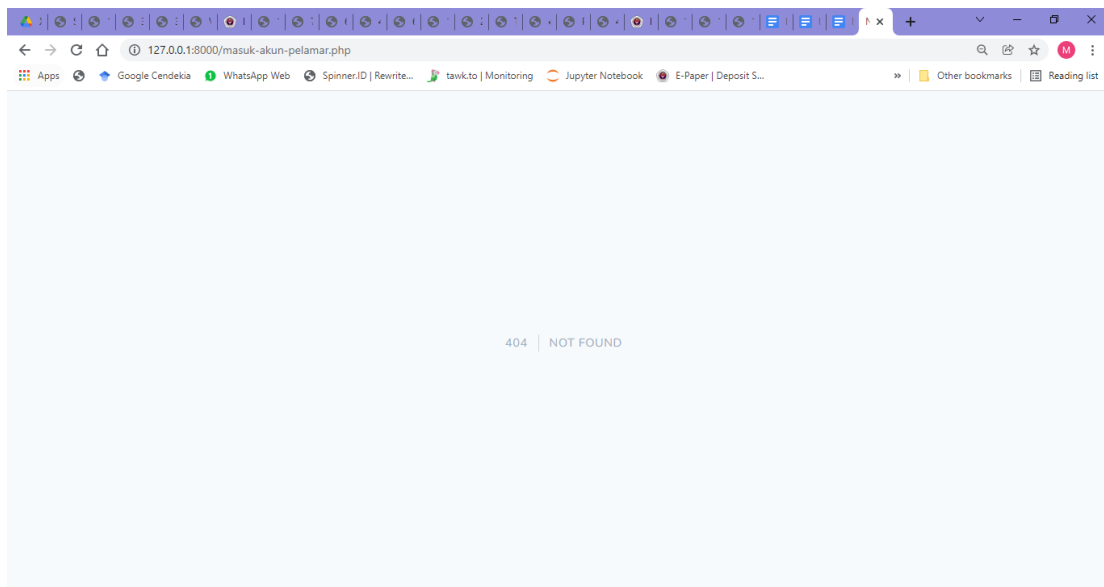 127.0.0.1:8000/masuk-akun-pelamar.php
M
Apps Google Cendekia WhatsApp Web Spinner.ID | Rewrite... tawk.to | Monitoring Jupyter Notebook E-Paper | Deposit S... » Other bookmarks Reading list
404 NOT FOUND